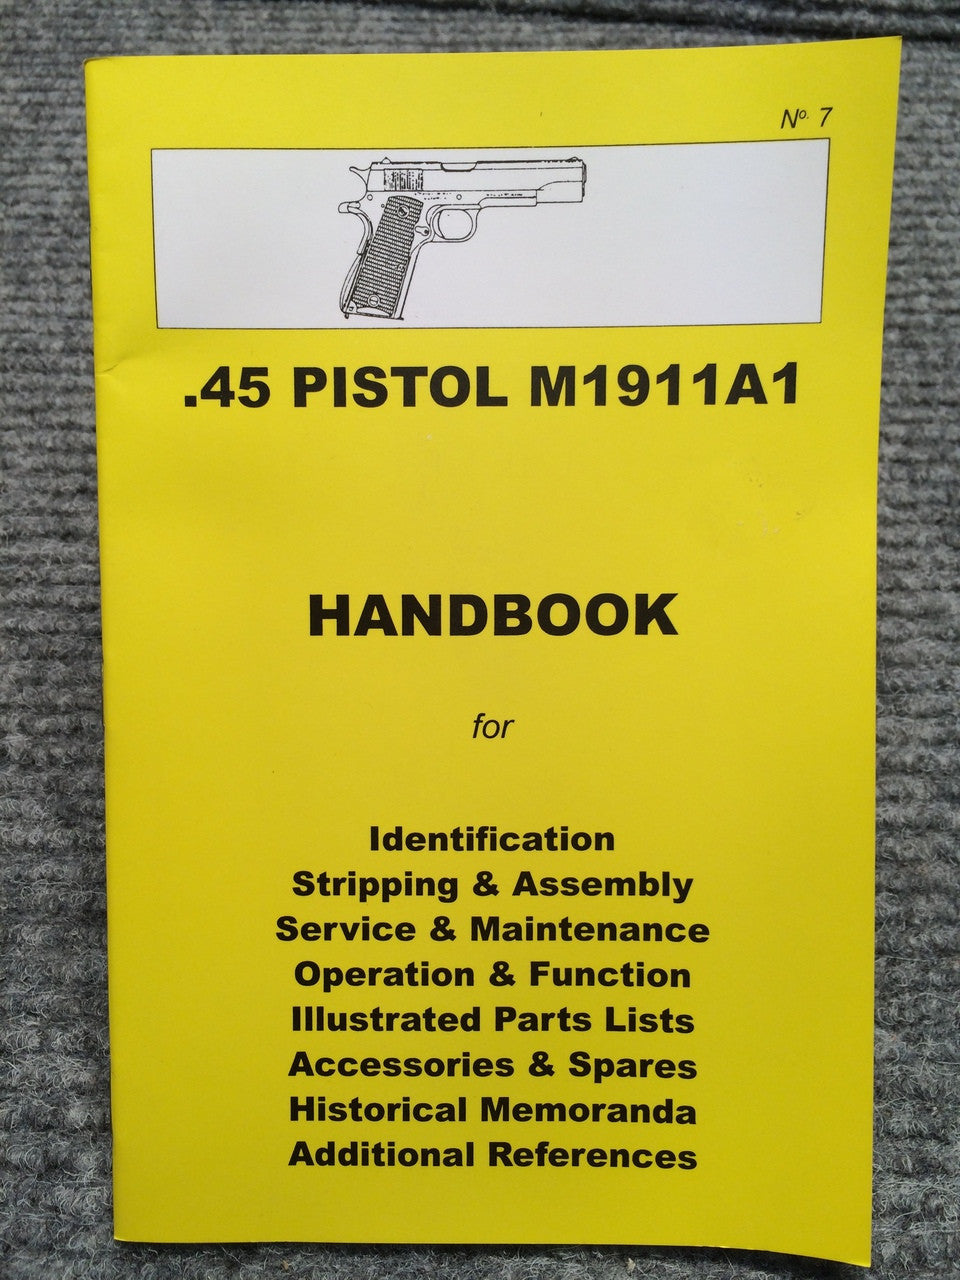 Nº. 7
.45 PISTOL M1911A1
HANDBOOK
for
Identification
Stripping & Assembly
Service & Maintenance
Operation & Function
Illustrated Parts Lists
Accessories & Spares
Historical Memoranda
Additional References